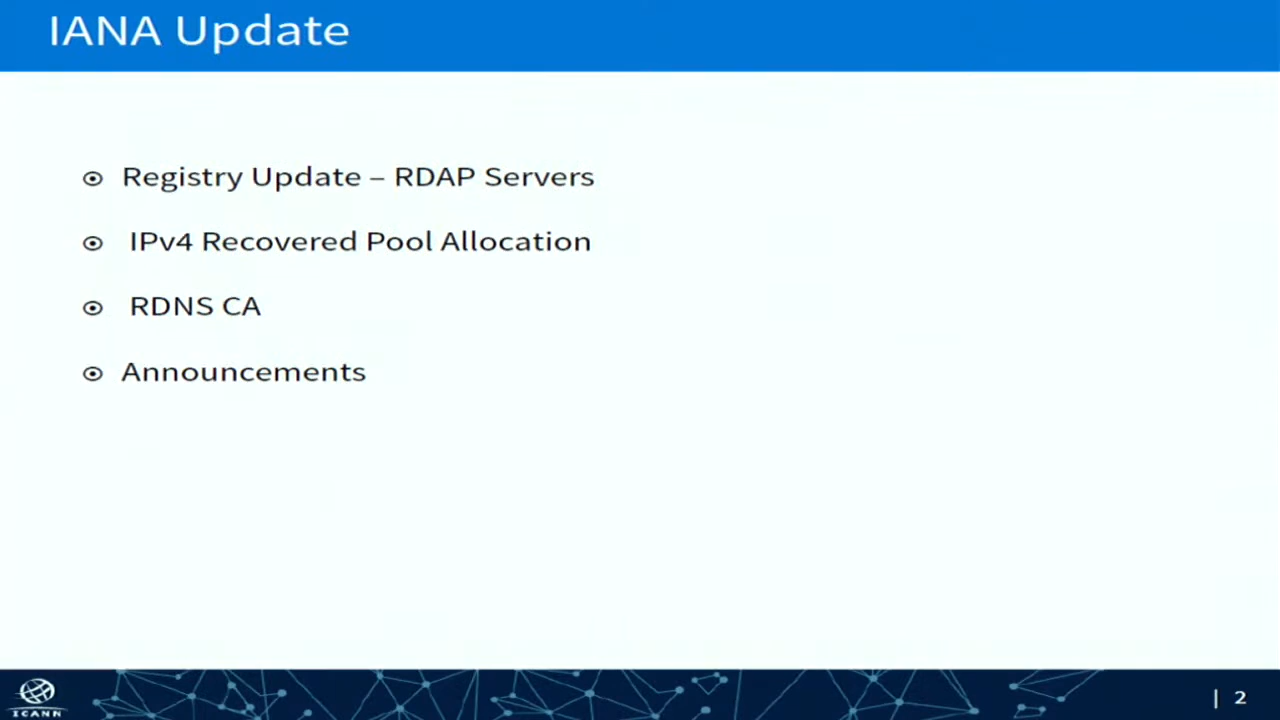 IANA Update
Registry Update – RDAP Servers
IPv4 Recovered Pool Allocation
RDNS CA
Announcements
ICANN
| 2